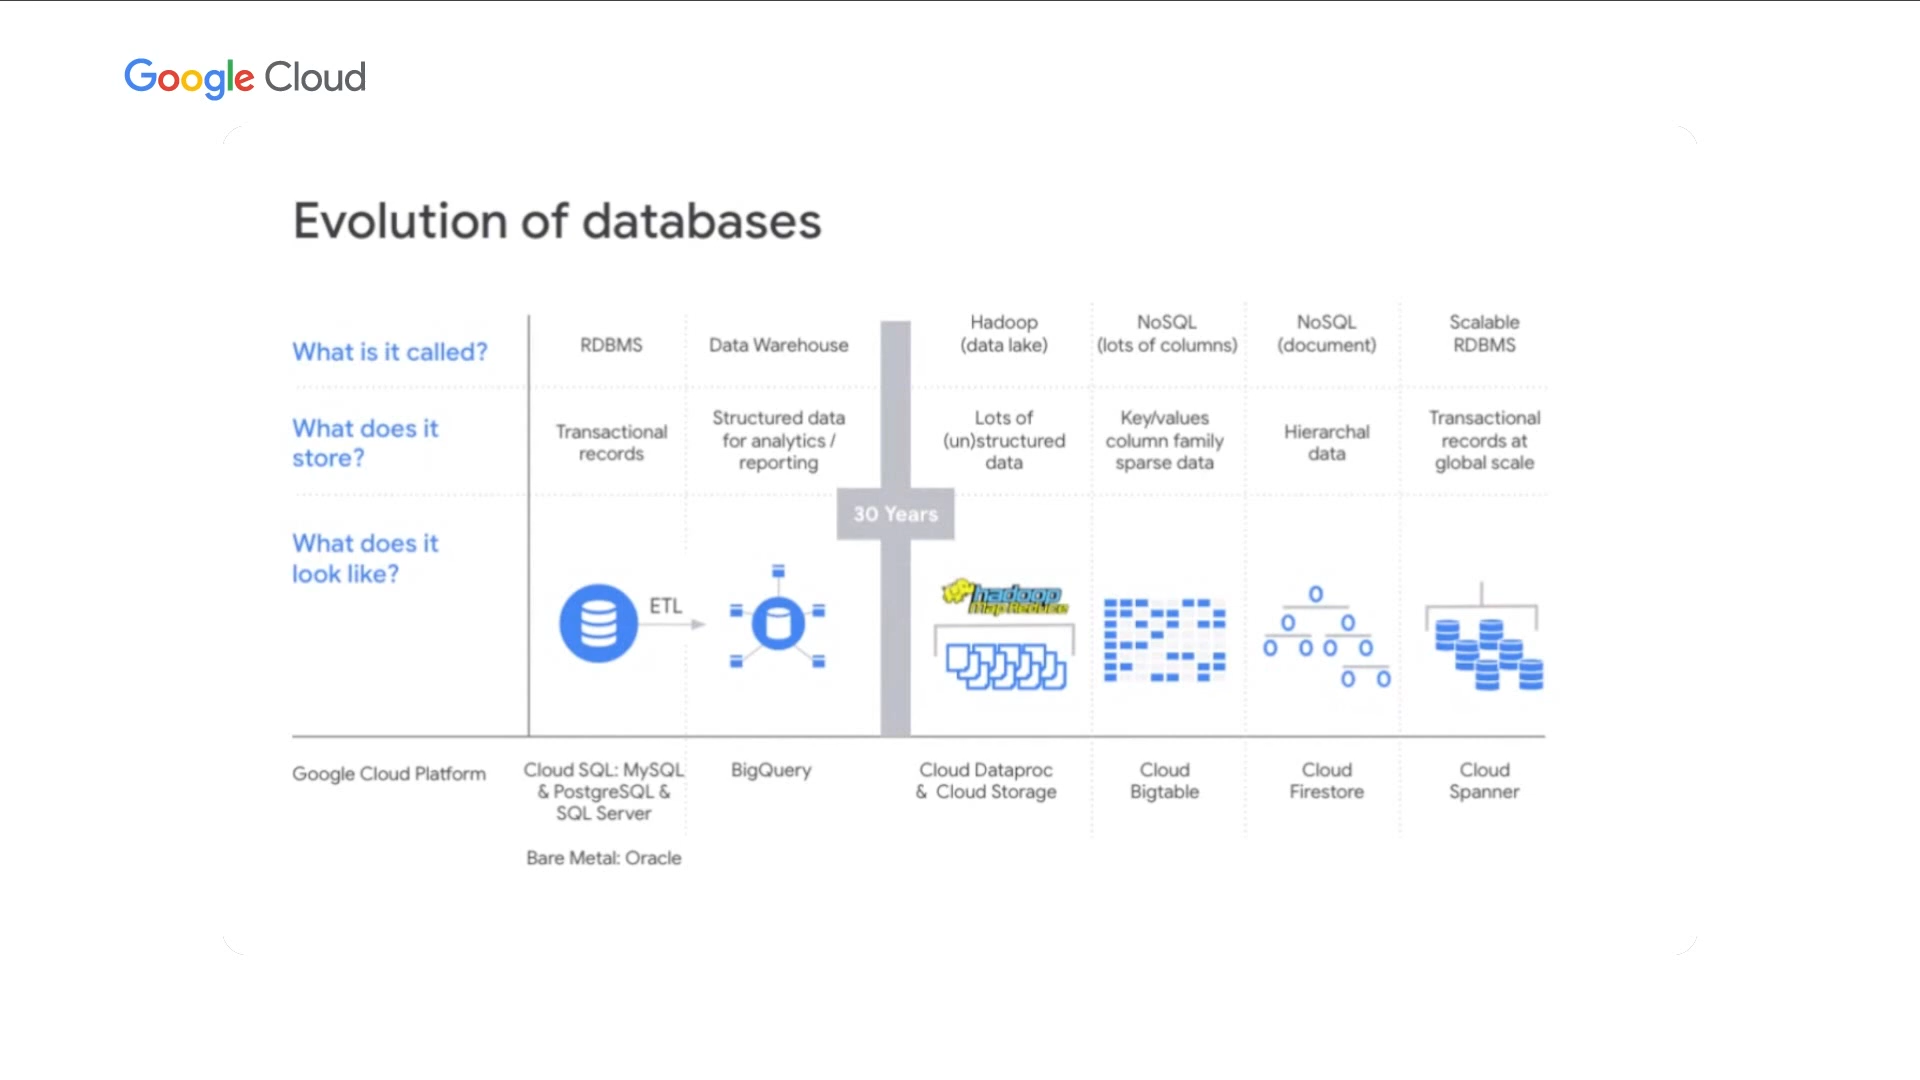 Google Cloud
Evolution of databases
What is it called?
RDBMS
Data Warehouse
Hadoop
(data lake)
NoSQL
(lots of columns)
NoSQL
(document)
Scalable
RDBMS
What does it
store?
Transactional
records
Structured data
for analytics /
reporting
Lots of
(un)structured
data
Key/values
column family
sparse data
Hierarchal
data
Transactional
records at
global scale
30 Years
What does it
look like?
ETL
hadoop
MapReduce
Google Cloud Platform
Cloud SQL: MySQL
& PostgreSQL &
SQL Server
Bare Metal: Oracle
BigQuery
Cloud Dataproc
& Cloud Storage
Cloud
Bigtable
Cloud
Firestore
Cloud
Spanner